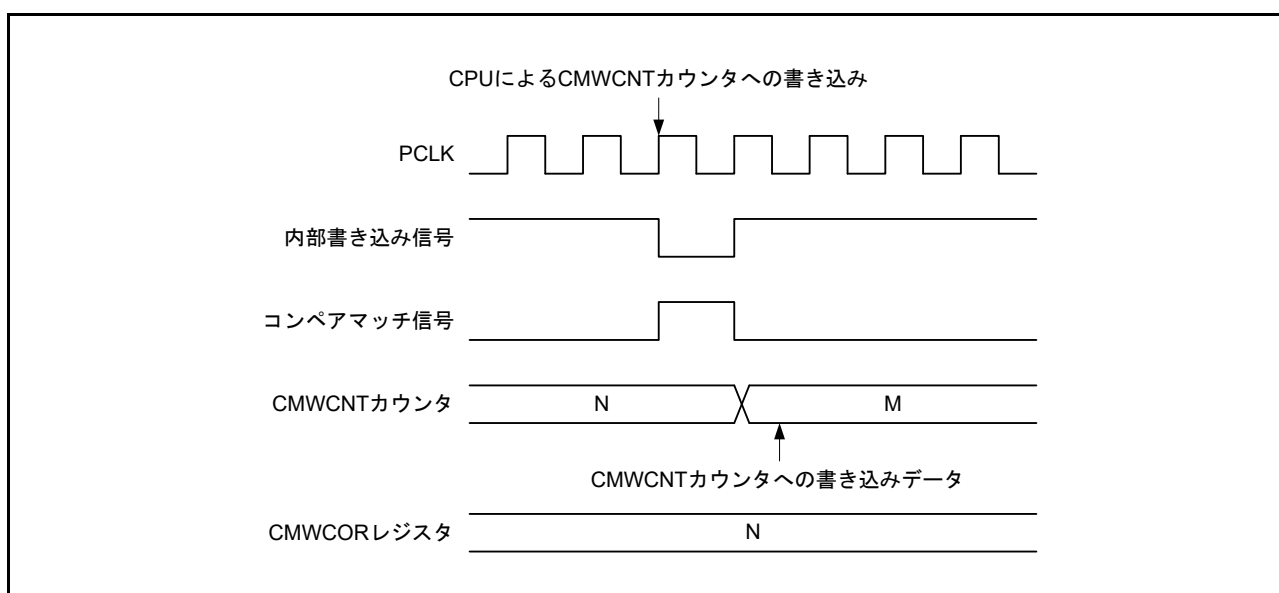 CPUによるCMWCNTカウンタへの書き込み
PCLK
内部書き込み信号
コンペアマッチ信号
CMWCNTカウンタ
N
M
CMWCNTカウンタへの書き込みデータ
CMWCORレジスタ
N